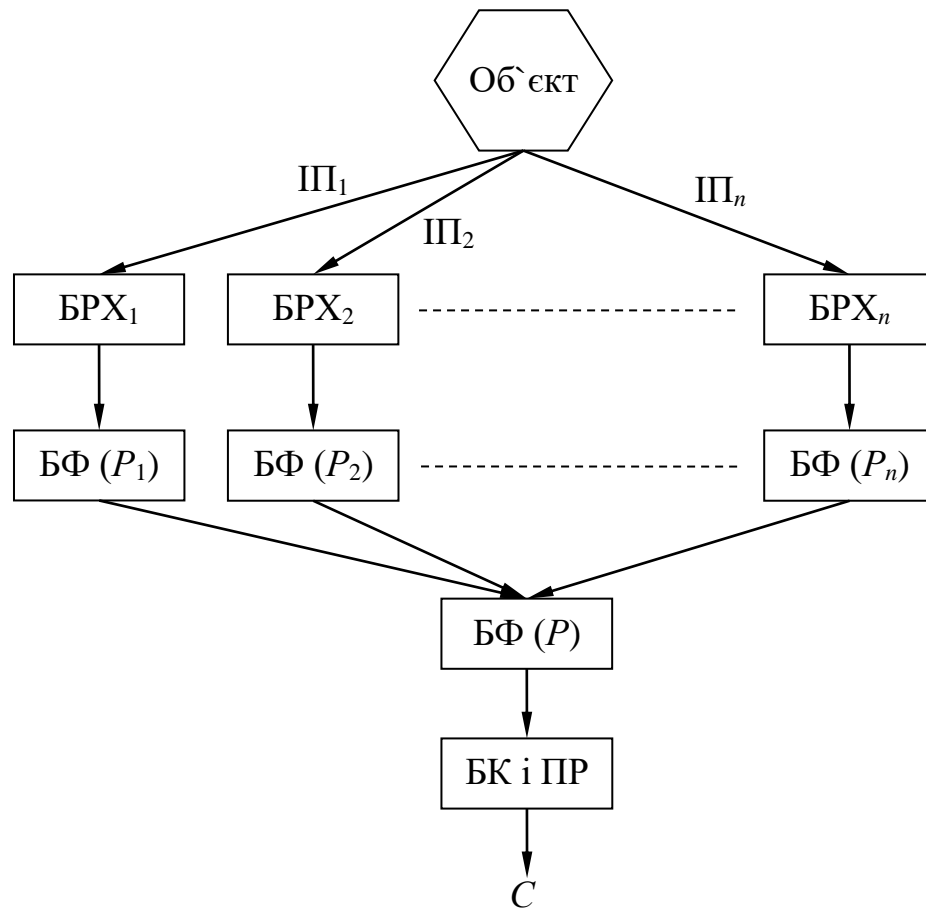 Об`єкт
ІП₁
ІП₂
ІПₙ
БРХ₁
БРХ₂
БРХₙ
БФ (P₁)
БФ (P₂)
БФ (Pₙ)
БФ (P)
БК і ПР
C